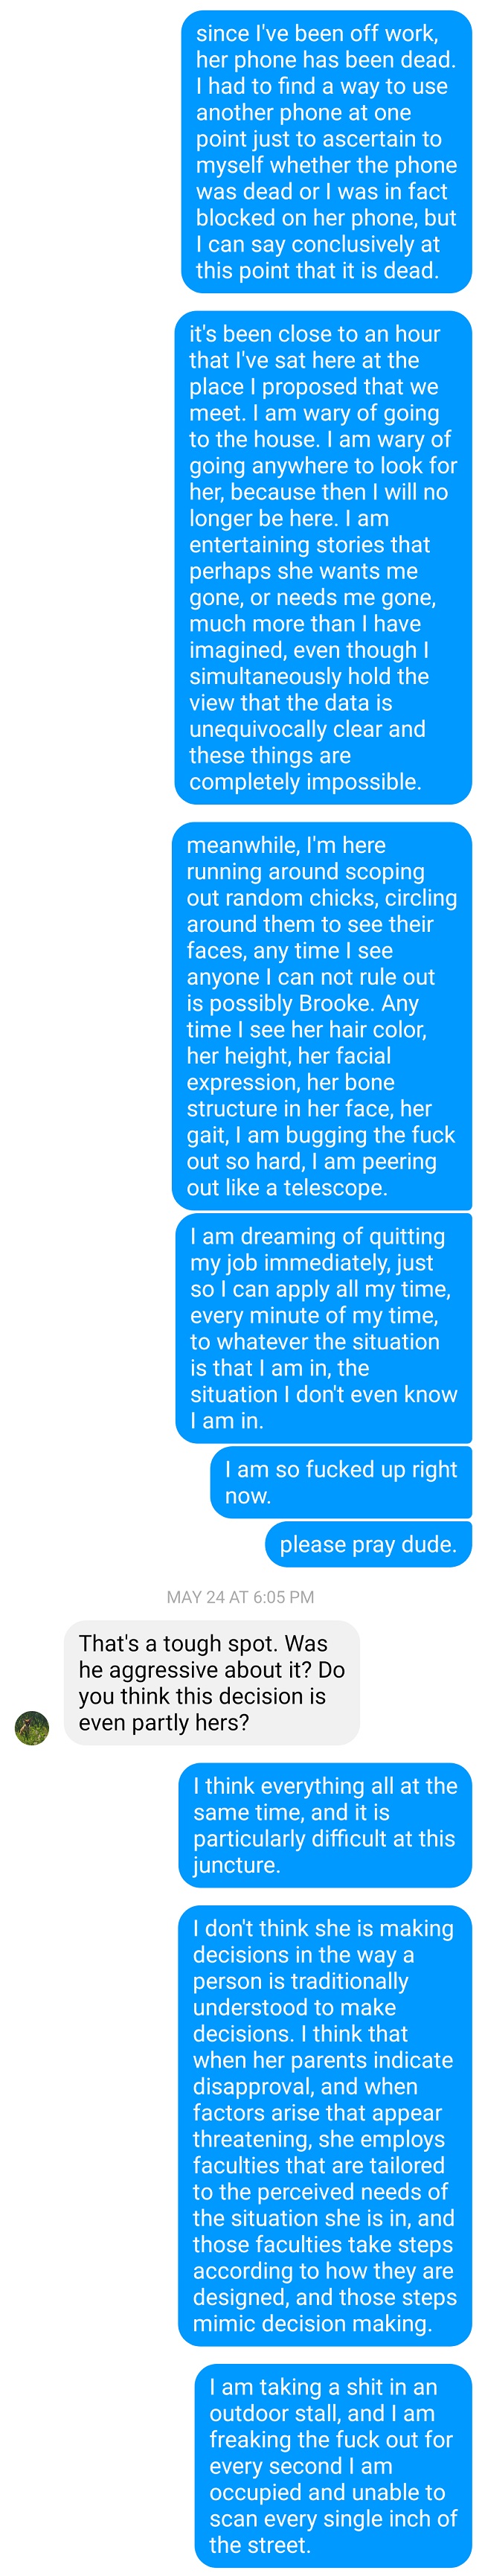 since I've been off work,
her phone has been dead.
I had to find a way to use
another phone at one
point just to ascertain to
myself whether the phone
was dead or I was in fact
blocked on her phone, but
I can say conclusively at
this point that it is dead.
it's been close to an hour
that I've sat here at the
place I proposed that we
meet. I am wary of going
to the house. I am wary of
going anywhere to look for
her, because then I will no
longer be here. I am
entertaining stories that
perhaps she wants me
gone, or needs me gone,
much more than I have
imagined, even though I
simultaneously hold the
view that the data is
unequivocally clear and
these things are
completely impossible.
meanwhile, I'm here
running around scoping
out random chicks, circling
around them to see their
faces, any time I see
anyone I can not rule out
is possibly Brooke. Any
time I see her hair color,
her height, her facial
expression, her bone
structure in her face, her
gait, I am bugging the fuck
out so hard, I am peering
out like a telescope.
I am dreaming of quitting
my job immediately, just
so I can apply all my time,
every minute of my time,
to whatever the situation
is that I am in, the
situation I don't even know
I am in.
I am so fucked up right
now.
please pray dude.
MAY 24 AT 6:05 PM
That's a tough spot. Was
he aggressive about it? Do
you think this decision is
even partly hers?
I think everything all at the
same time, and it is
particularly difficult at this
juncture.
I don't think she is making
decisions in the way a
person is traditionally
understood to make
decisions. I think that
when her parents indicate
disapproval, and when
factors arise that appear
threatening, she employs
faculties that are tailored
to the perceived needs of
the situation she is in, and
those faculties take steps
according to how they are
designed, and those steps
mimic decision making.
I am taking a shit in an
outdoor stall, and I am
freaking the fuck out for
every second I am
occupied and unable to
scan every single inch of
the street.